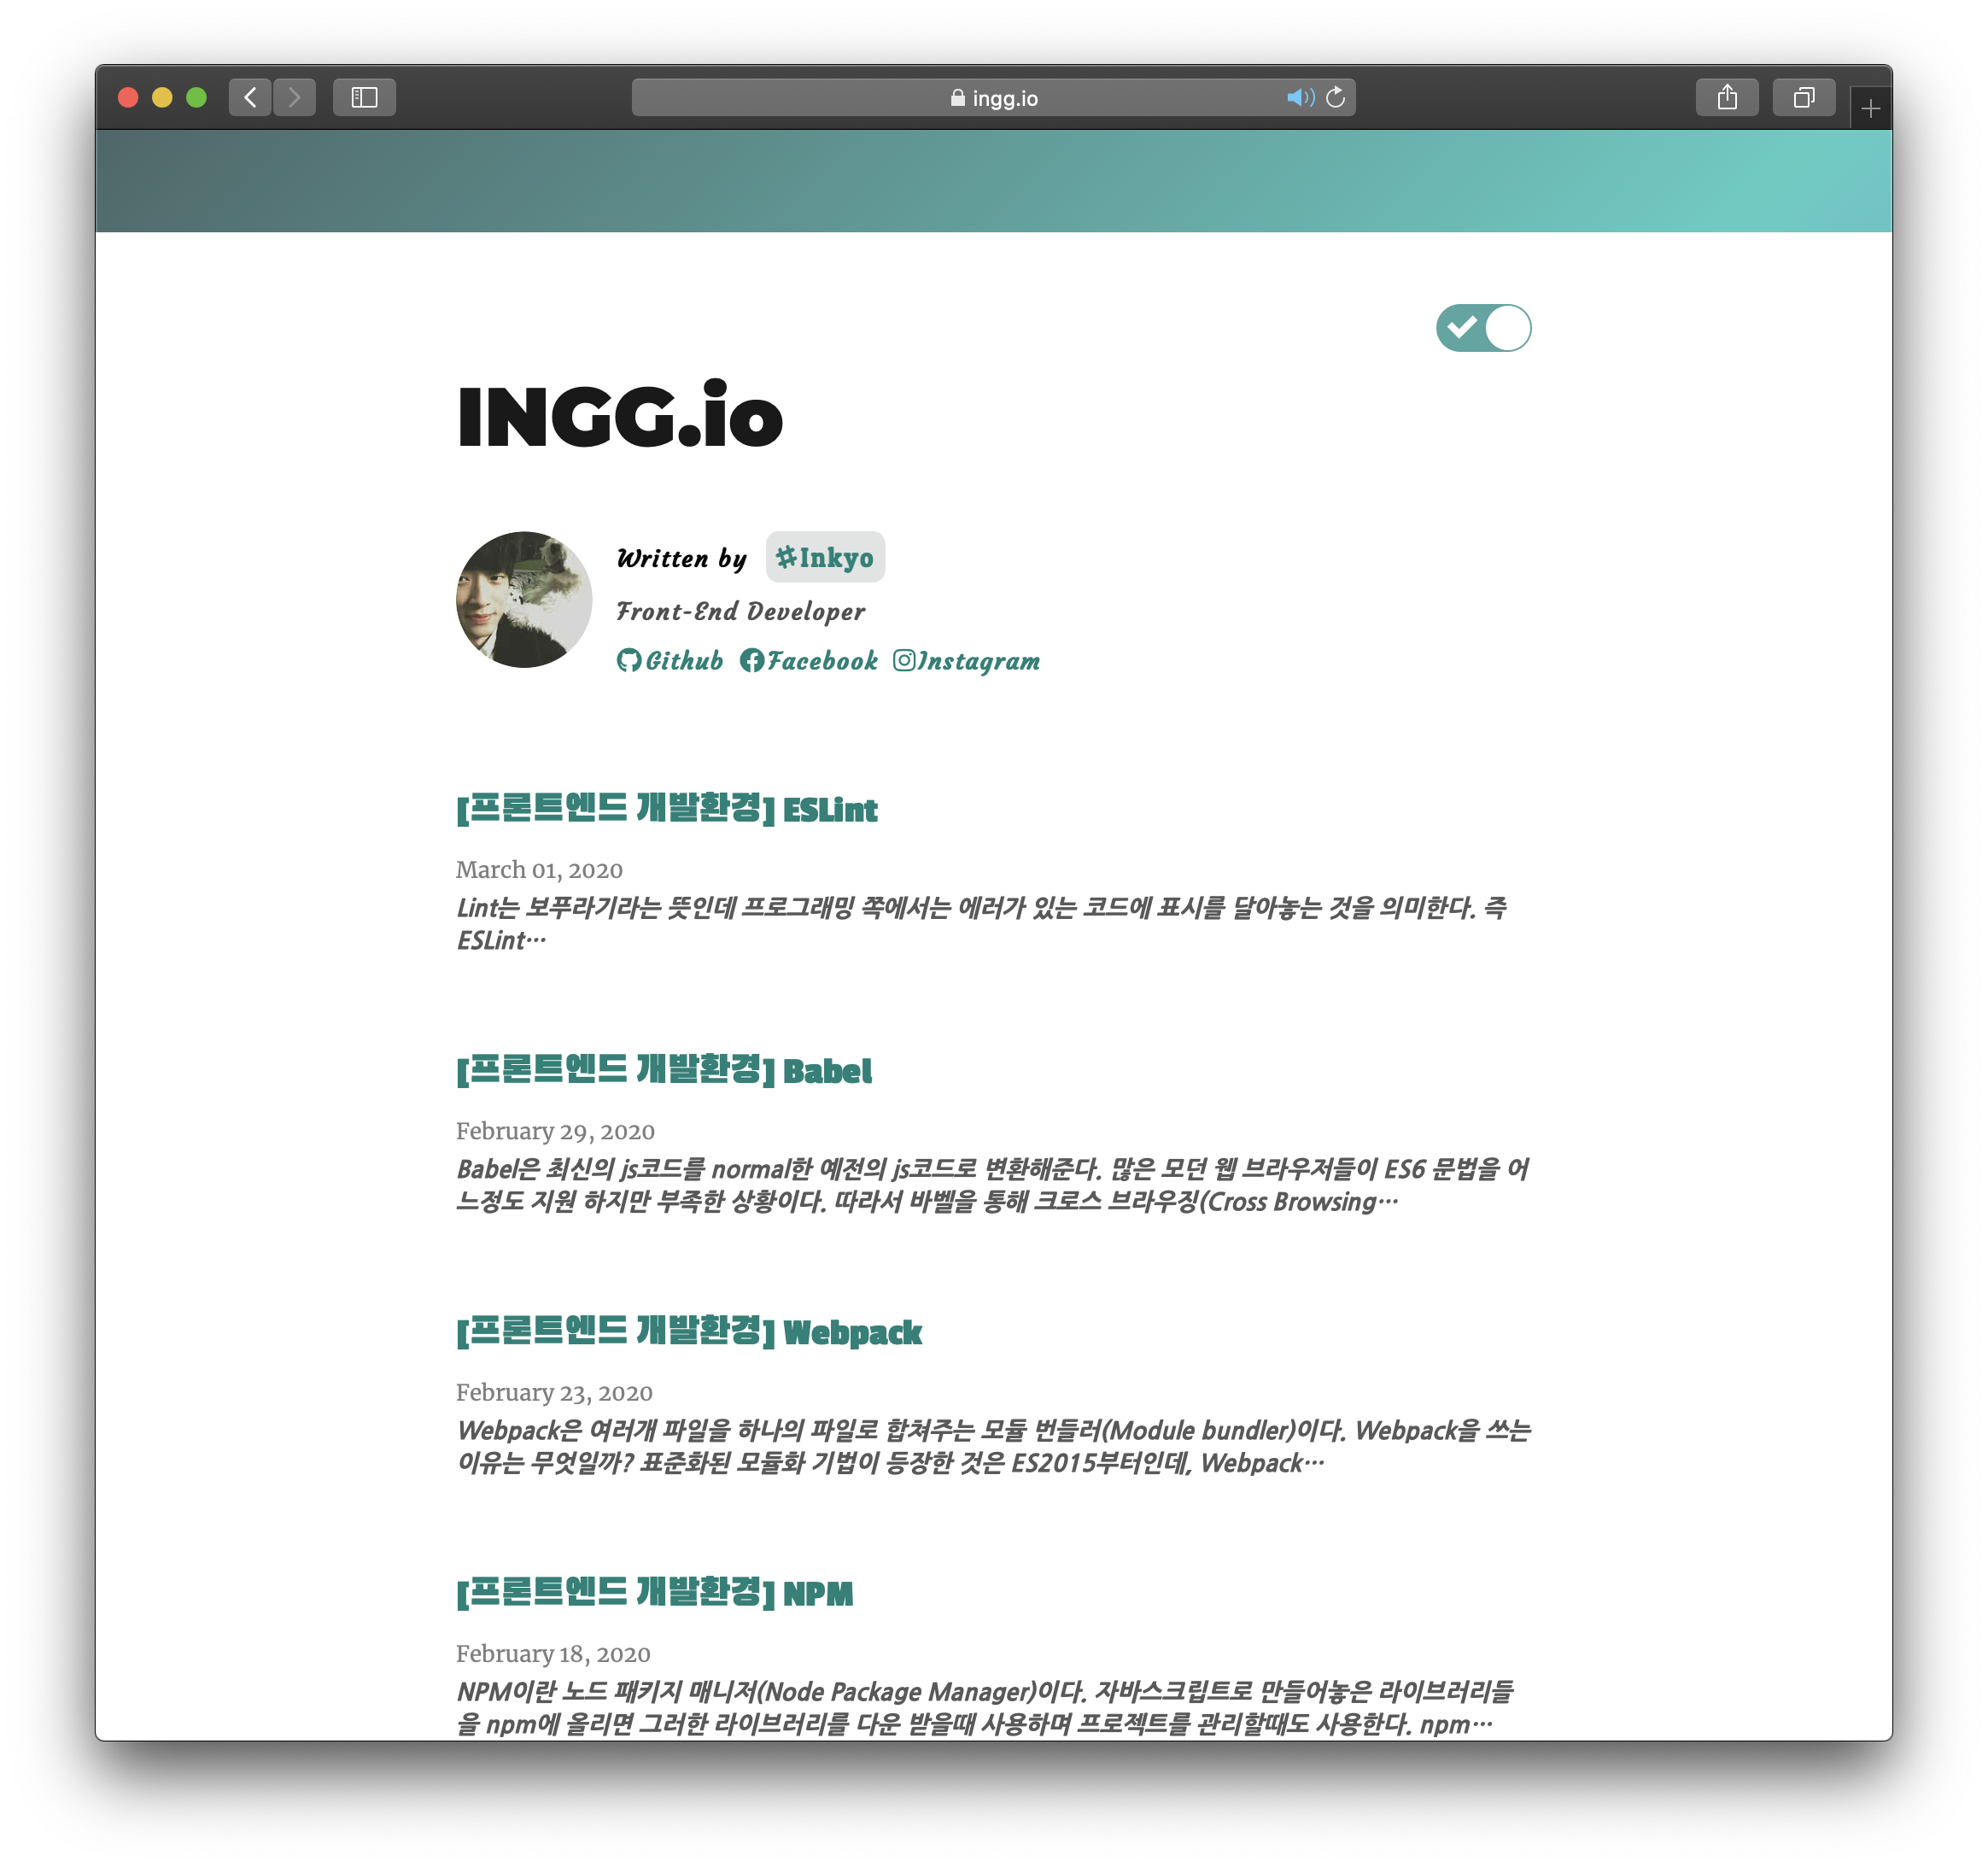 ingg.io
INGG.io
Written by #Inkyo
Front-End Developer
Github Facebook Instagram
[프론트엔드 개발환경] ESLint
March 01, 2020
Lint는 보푸라기라는 뜻인데 프로그래밍 쪽에서는 에러가 있는 코드에 표시를 달아놓는 것을 의미한다. 즉
ESLint…
[프론트엔드 개발환경] Babel
February 29, 2020
Babel은 최신의 js코드를 normal한 예전의 js코드로 변환해준다. 많은 모던 웹 브라우저들이 ES6 문법을 어
느정도 지원 하지만 부족한 상황이다. 따라서 바벨을 통해 크로스 브라우징(Cross Browsing…
[프론트엔드 개발환경] Webpack
February 23, 2020
Webpack은 여러개 파일을 하나의 파일로 합쳐주는 모듈 번들러(Module bundler)이다. Webpack을 쓰는
이유는 무엇일까? 표준화된 모듈화 기법이 등장한 것은 ES2015부터인데, Webpack…
[프론트엔드 개발환경] NPM
February 18, 2020
NPM이란 노드 패키지 매니저(Node Package Manager)이다. 자바스크립트로 만들어놓은 라이브러리들
을 npm에 올리면 그러한 라이브러리를 다운 받을때 사용하며 프로젝트를 관리할때도 사용한다. npm…